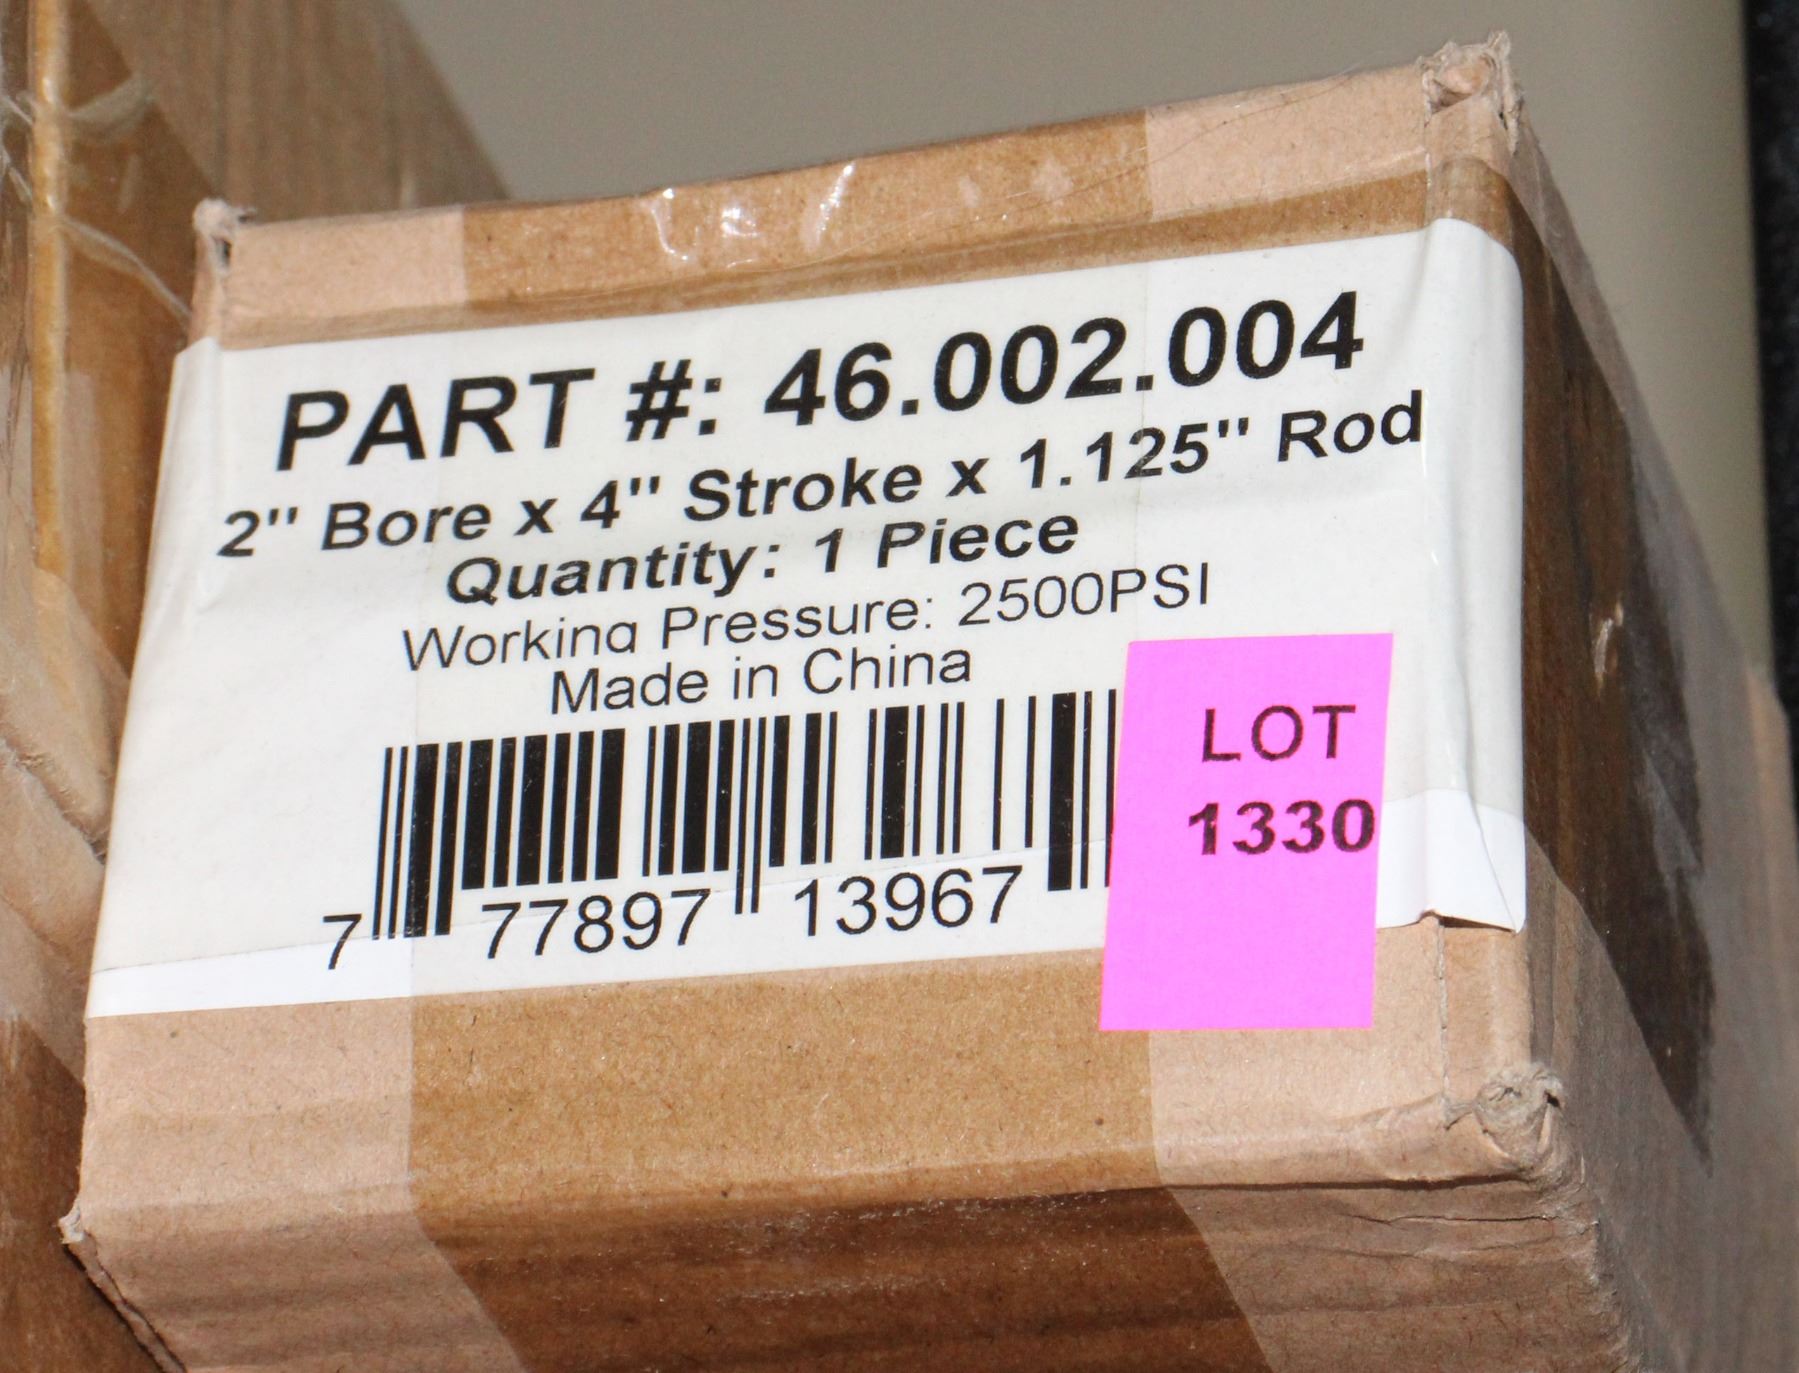 PART #: 46.002.004
2" Bore x 4" Stroke x 1.125" Rod
Quantity: 1 Piece
Working Pressure: 2500PSI
Made in China
7 77897 13967
LOT
1330